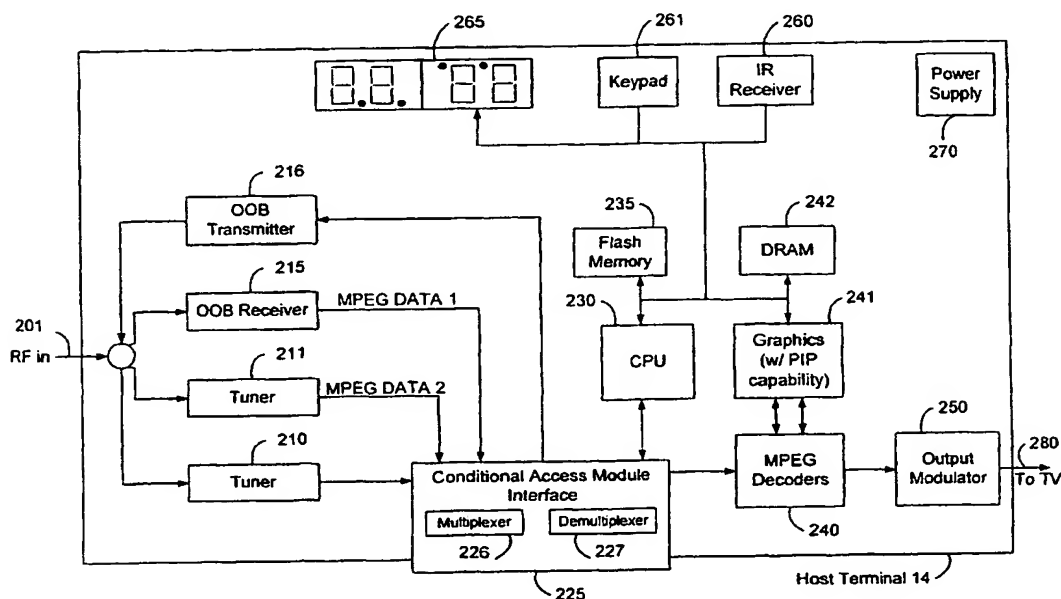 265
261
260
Keypad
IR
Receiver
Power
Supply
270
216
OOB
Transmitter
235
Flash
Memory
242
DRAM
215
OOB Receiver
MPEG DATA 1
230
CPU
241
Graphics
(w/ PIP
capability)
201
RF in
211
Tuner
MPEG DATA 2
210
Tuner
250
Output
Modulator
280
To TV
Conditional Access Module
Interface
Multiplexer
226
Demultiplexer
227
225
MPEG
Decoders
240
Host Terminal 14